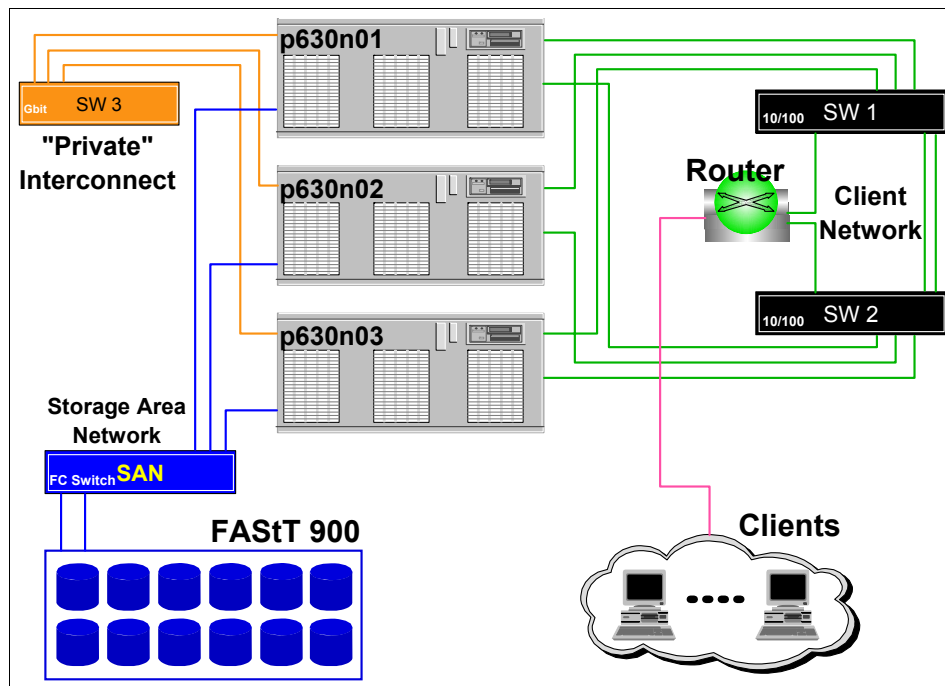 p630n01
Gbit SW 3
"Private"
Interconnect
10/100 SW 1
p630n02
Router
Client
Network
10/100 SW 2
p630n03
Storage Area
Network
FC Switch SAN
FAStT 900
Clients